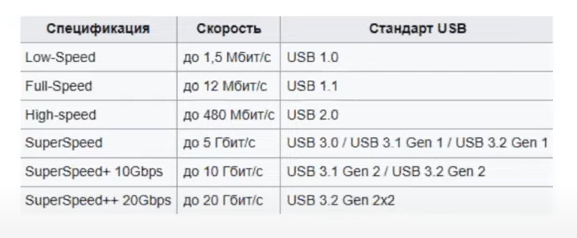 Спецификация Скорость Стандарт USB
Low-Speed до 1,5 Мбит/с USB 1.0
Full-Speed до 12 Мбит/с USB 1.1
High-speed до 480 Мбит/с USB 2.0
SuperSpeed до 5 Гбит/с USB 3.0 / USB 3.1 Gen 1 / USB 3.2 Gen 1
SuperSpeed+ 10Gbps до 10 Гбит/с USB 3.1 Gen 2 / USB 3.2 Gen 2
SuperSpeed++ 20Gbps до 20 Гбит/с USB 3.2 Gen 2x2